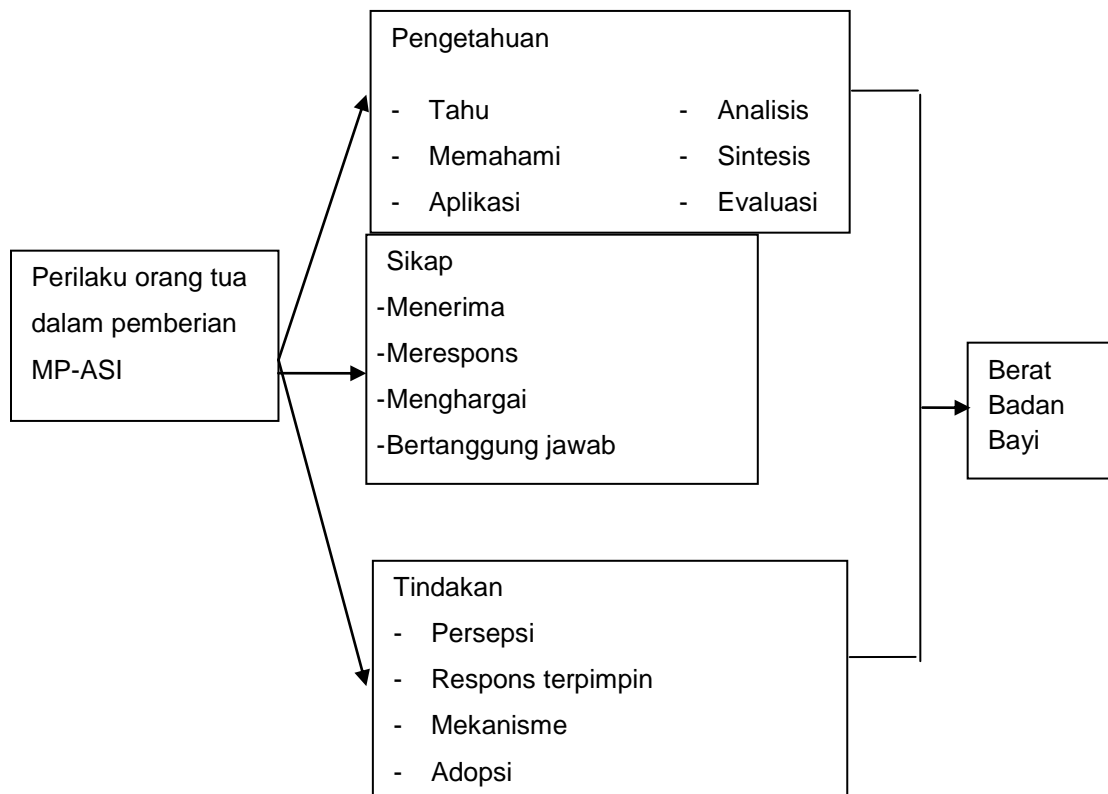 Pengetahuan
- Tahu - Analisis
- Memahami - Sintesis
- Aplikasi - Evaluasi
Perilaku orang tua
dalam pemberian
MP-ASI
Sikap
-Menerima
-Merespons
-Menghargai
-Bertanggung jawab
Tindakan
- Persepsi
- Respons terpimpin
- Mekanisme
- Adopsi
Berat
Badan
Bayi